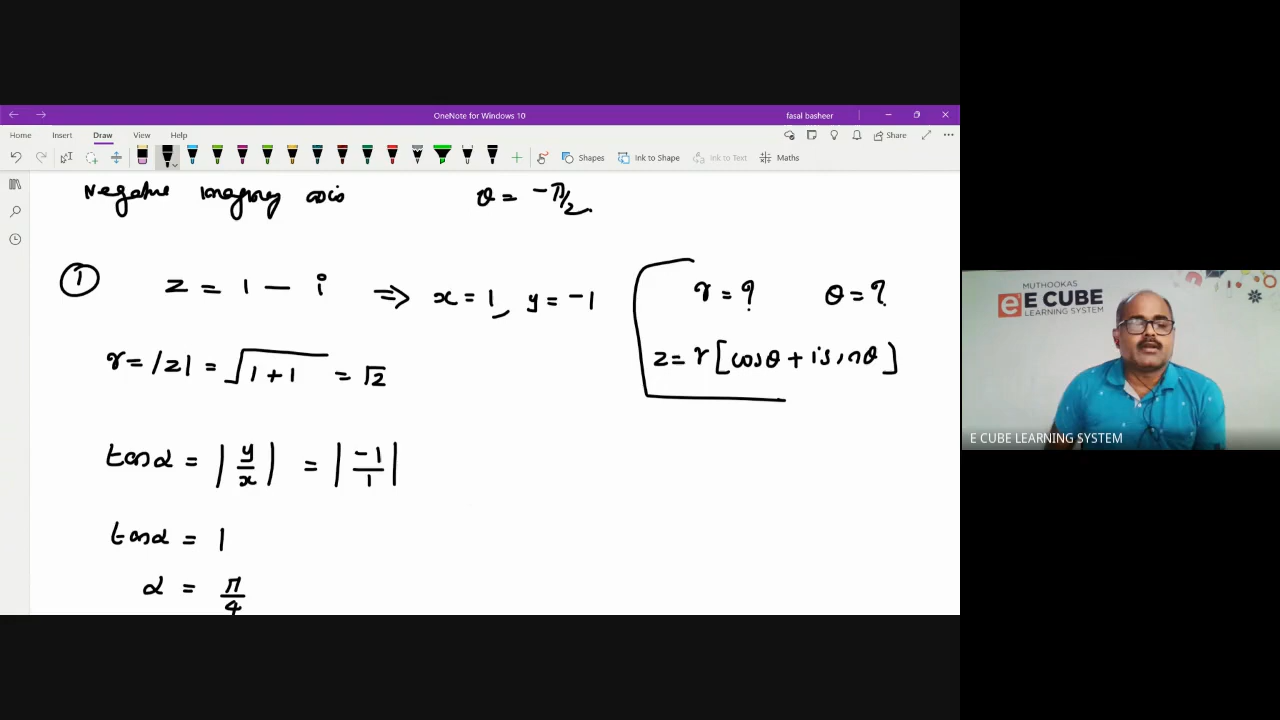 OneNote for Windows 10
fasal basheer
Home Insert Draw View Help
Share
Shapes Ink to Shape Ink to Text Maths
Negative imaginary axis θ = -π/2
① z = 1 - i ⇒ x = 1, y = -1
r = ? θ = ?
z = r[cosθ + isinθ]
r = |z| = √1+1 = √2
tanα = |y/x| = |-1/1|
tanα = 1
α = π/4
MUTHOOKAS
e E CUBE
LEARNING SYSTEM
E CUBE LEARNING SYSTEM